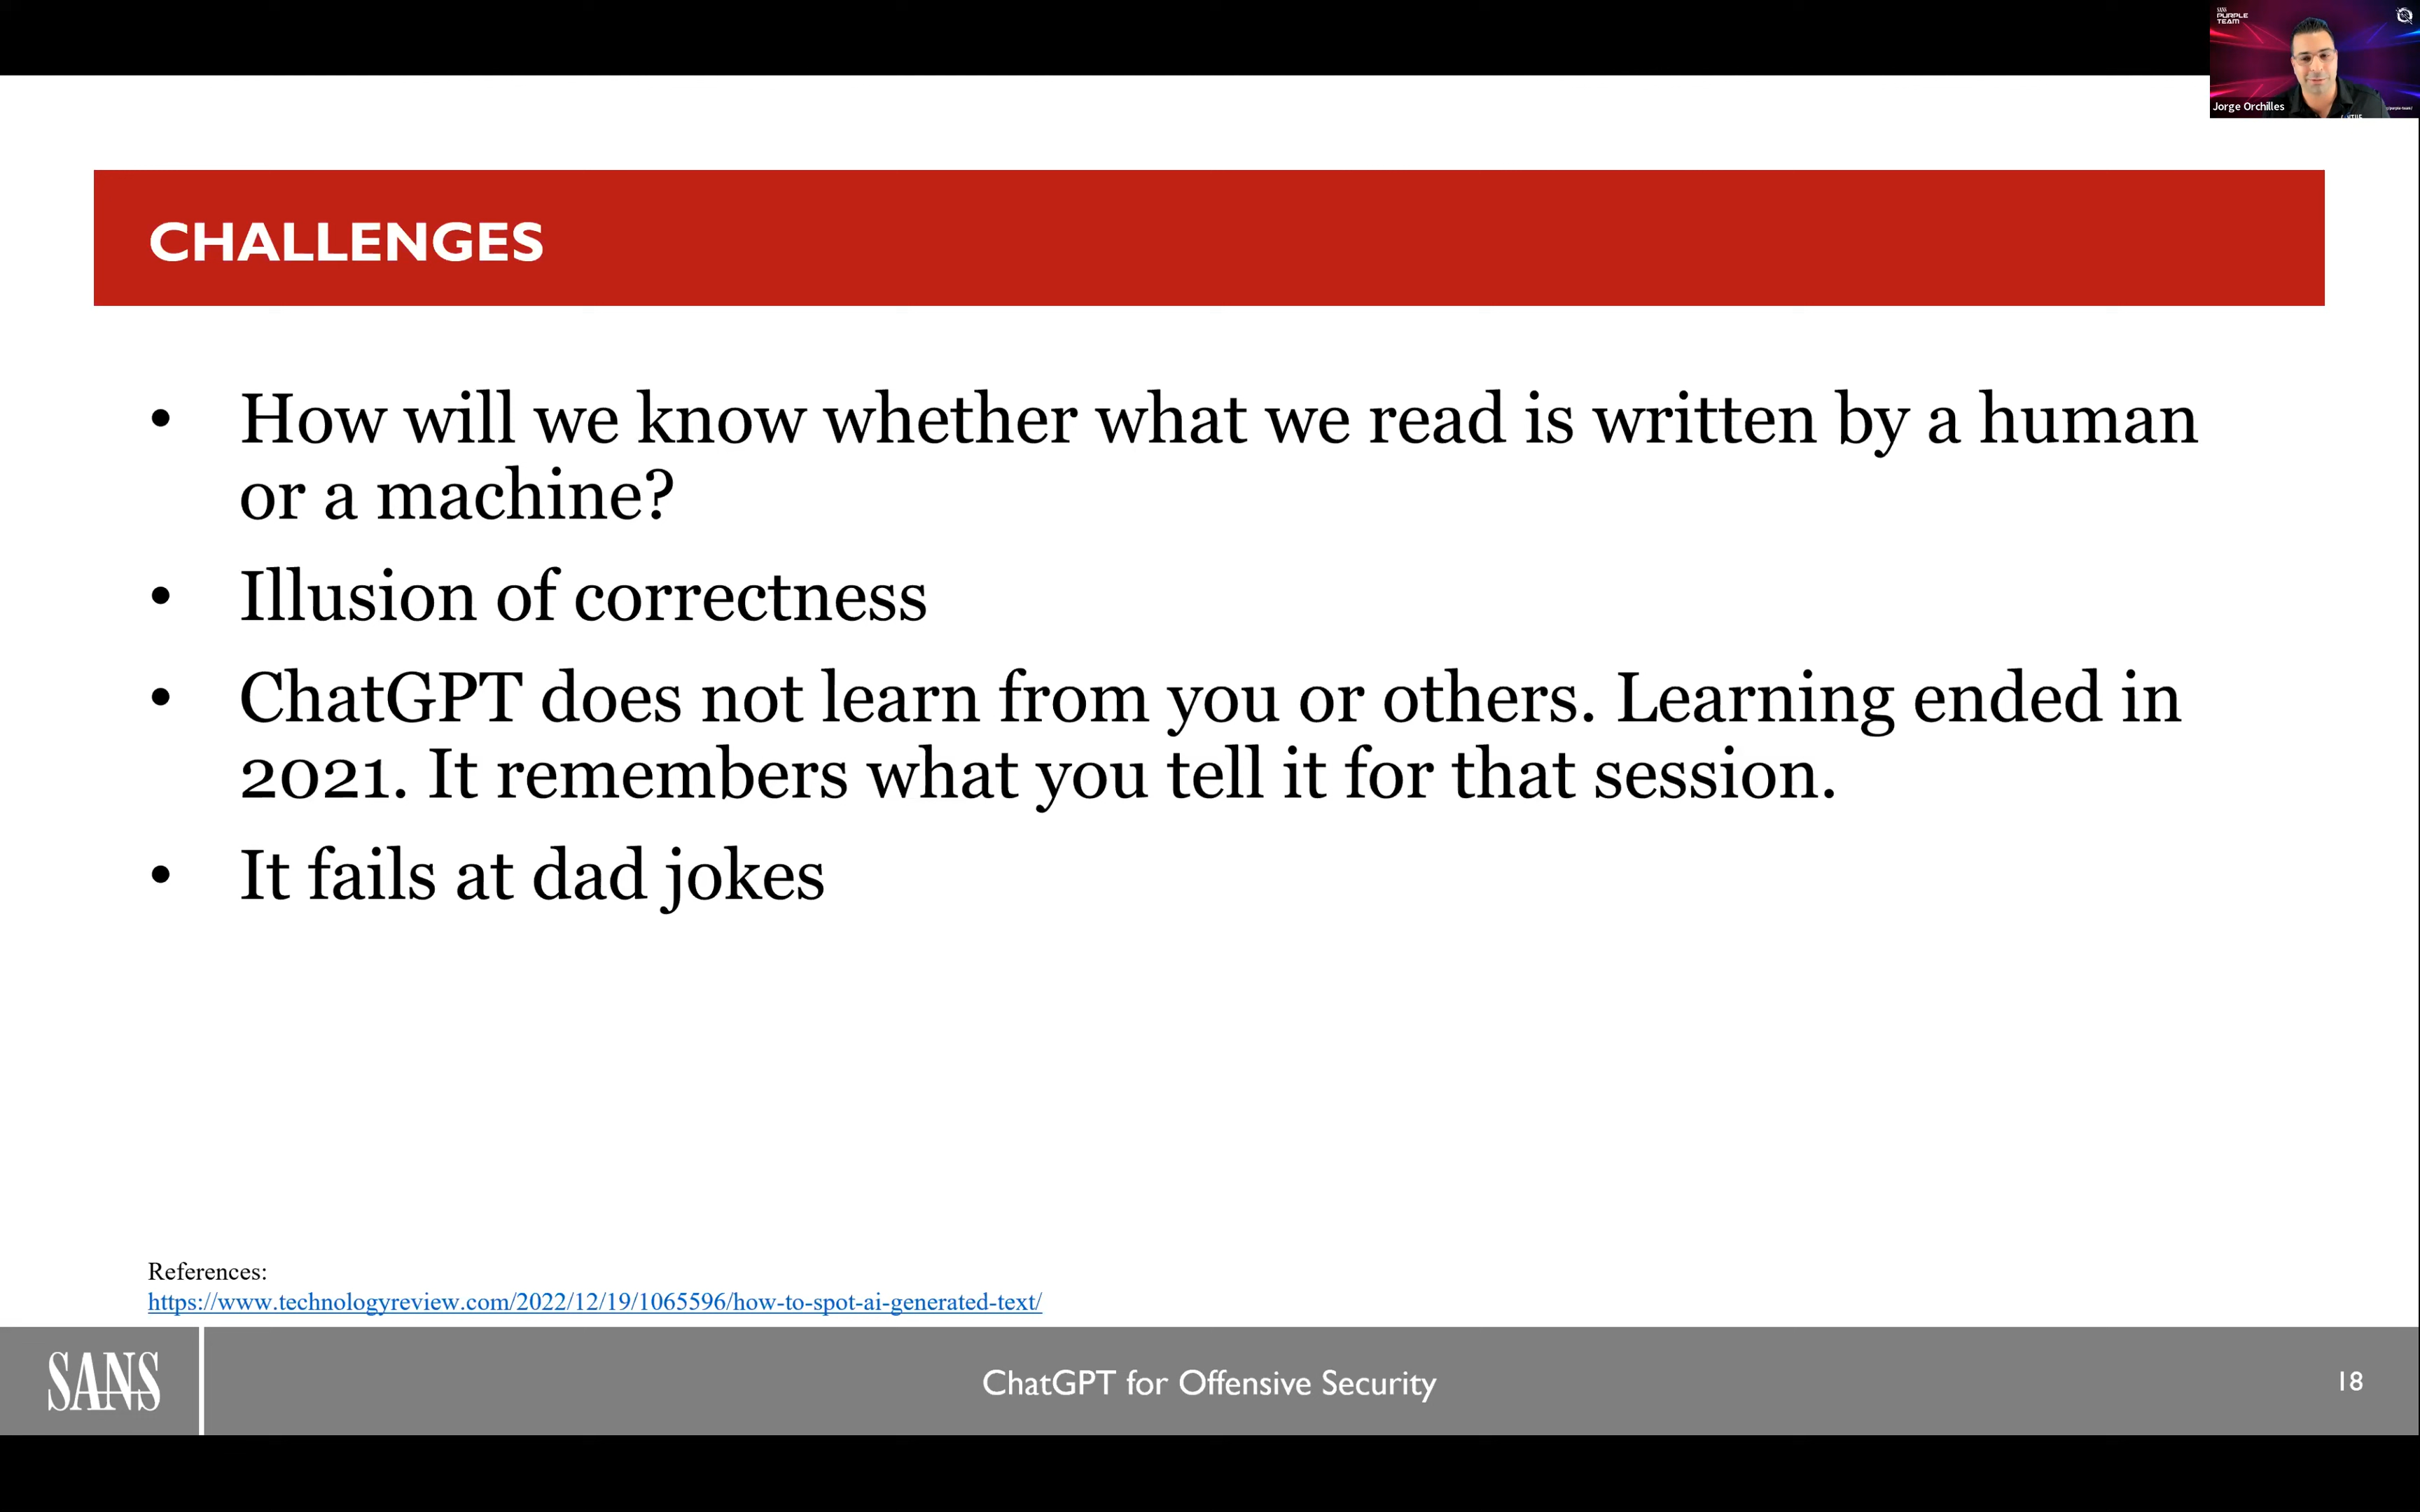 SANS
PURPLE
TEAM
Jorge Orchilles
CHALLENGES
• How will we know whether what we read is written by a human
or a machine?
• Illusion of correctness
• ChatGPT does not learn from you or others. Learning ended in
2021. It remembers what you tell it for that session.
• It fails at dad jokes
References:
https://www.technologyreview.com/2022/12/19/1065596/how-to-spot-ai-generated-text/
SANS
ChatGPT for Offensive Security
18